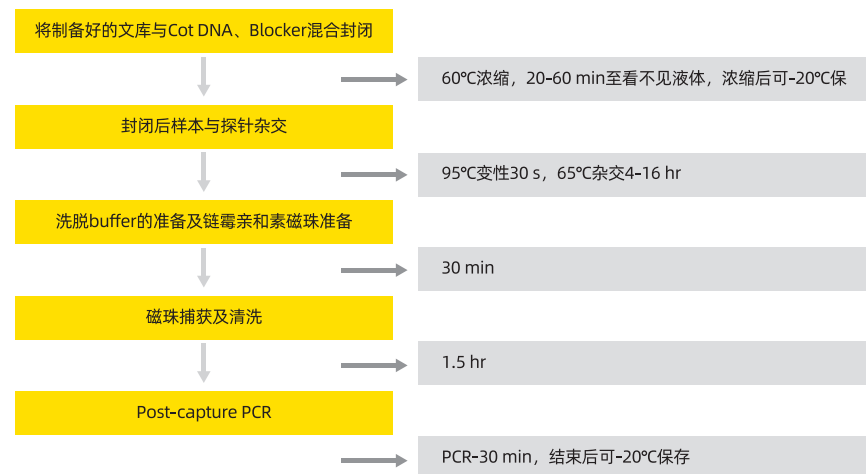 将制备好的文库与Cot DNA、Blocker混合封闭
60℃浓缩，20-60 min至看不见液体，浓缩后可-20℃保
封闭后样本与探针杂交
95℃变性30 s，65℃杂交4-16 hr
洗脱buffer的准备及链霉亲和素磁珠准备
30 min
磁珠捕获及清洗
1.5 hr
Post-capture PCR
PCR-30 min，结束后可-20℃保存